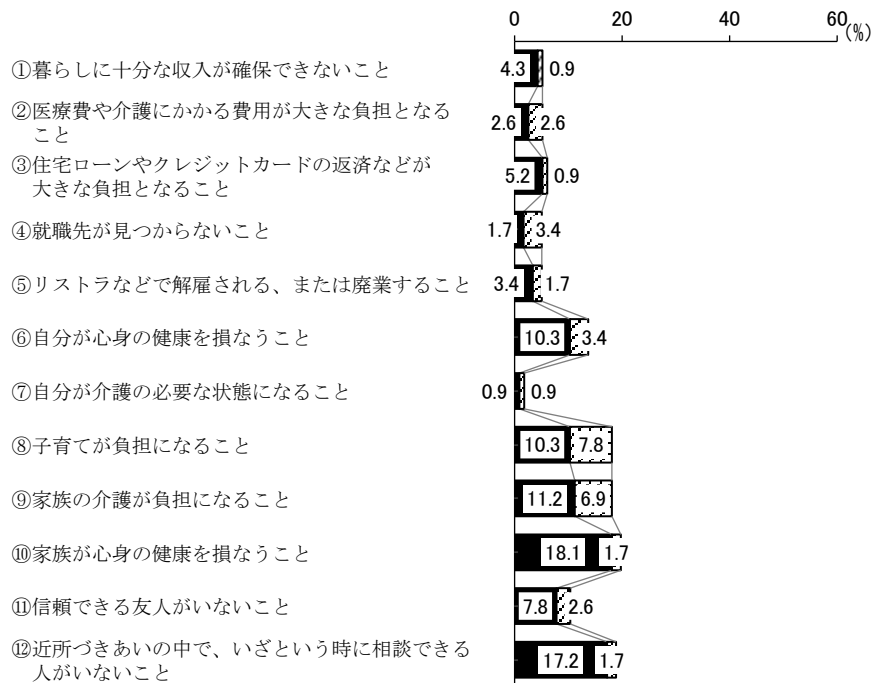 0 20 40 60
(%)
①暮らしに十分な収入が確保できないこと 4.3 0.9
②医療費や介護にかかる費用が大きな負担となる
こと 2.6 2.6
③住宅ローンやクレジットカードの返済などが
大きな負担となること 5.2 0.9
④就職先が見つからないこと 1.7 3.4
⑤リストラなどで解雇される、または廃業すること 3.4 1.7
⑥自分が心身の健康を損なうこと 10.3 3.4
⑦自分が介護の必要な状態になること 0.9 0.9
⑧子育てが負担になること 10.3 7.8
⑨家族の介護が負担になること 11.2 6.9
⑩家族が心身の健康を損なうこと 18.1 1.7
⑪信頼できる友人がいないこと 7.8 2.6
⑫近所づきあいの中で、いざという時に相談できる
人がいないこと 17.2 1.7